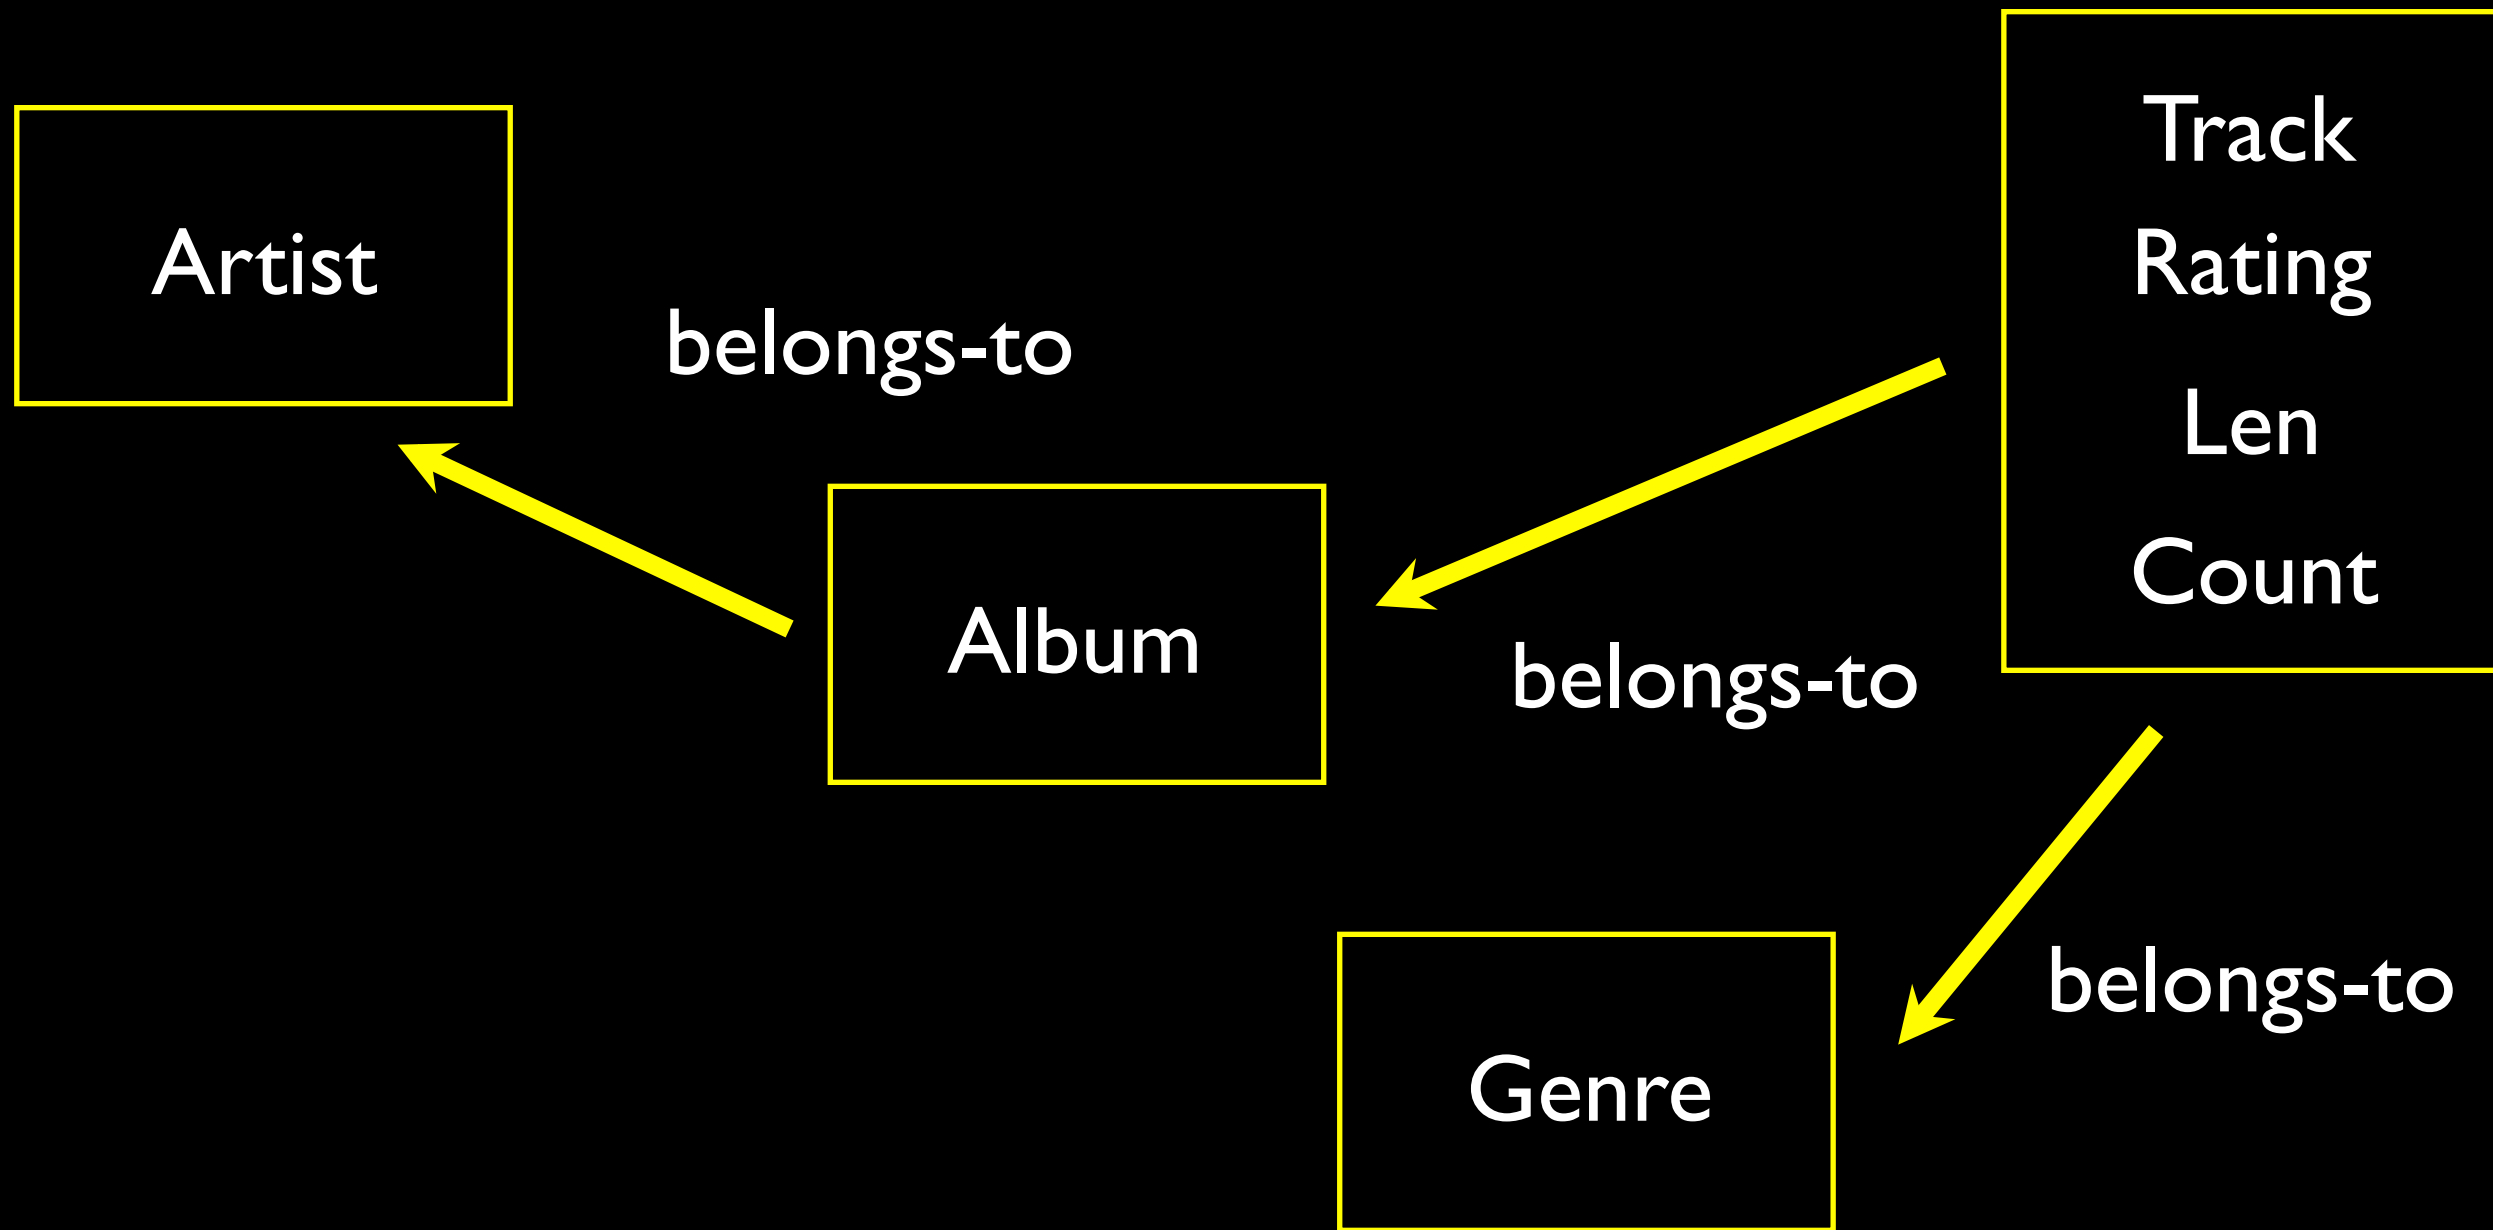 Track
Artist
Rating
belongs-to
Len
Count
Album
belongs-to
belongs-to
Genre